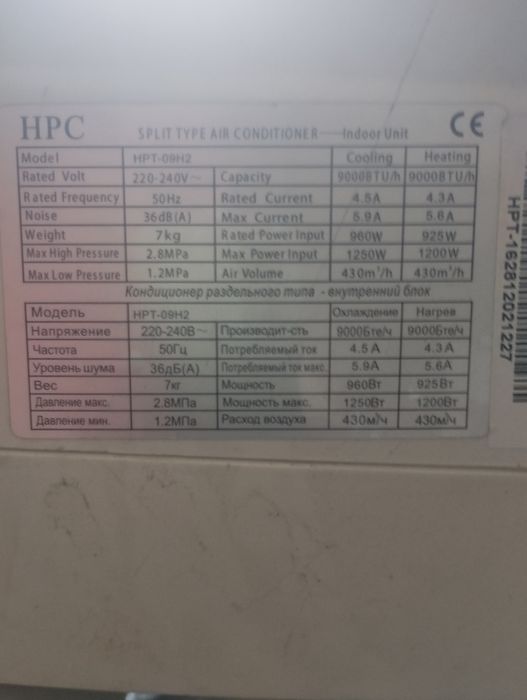 HPC SPLIT TYPE AIR CONDITIONER Indoor Unit CE
Model HPT-09H2 Cooling Heating
Rated Volt 220-240V~ Capacity 9000BTU/h 9000BTU/h
Rated Frequency 50Hz Rated Current 4.5A 4.3A
Noise 36dB(A) Max Current 5.9A 5.6A
Weight 7kg Rated Power Input 960W 925W
Max High Pressure 2.8MPa Max Power Input 1250W 1200W
Max Low Pressure 1.2MPa Air Volume 430m³/h 430m³/h
Кондиционер раздельного типа - внутренний блок
Модель HPT-09H2 Охлаждение Нагрев
Напряжение 220-240В~ Производит-сть 9000Бте/ч 9000Бте/ч
Частота 50Гц Потребляемый ток 4.5А 4.3А
Уровень шума 36дБ(А) Потребляемый ток макс. 5.9А 5.6А
Вес 7кг Мощность 960Вт 925Вт
Давление макс. 2.8МПа Мощность макс. 1250Вт 1200Вт
Давление мин. 1.2МПа Расход воздуха 430м³/ч 430м³/ч
HPT-162812021227